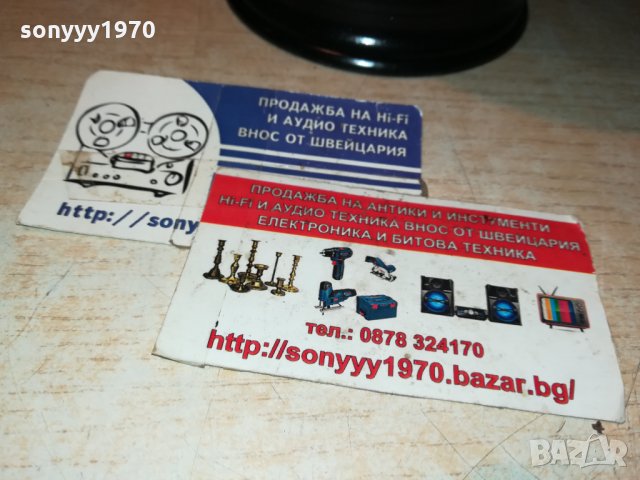 sonyyy1970
ПРОДАЖБА НА Hi-Fi
И АУДИО ТЕХНИКА
ВНОС ОТ ШВЕЙЦАРИЯ
http://sony
ПРОДАЖБА НА АНТИКИ И ИНСТРУМЕНТИ
Hi-Fi И АУДИО ТЕХНИКА ВНОС ОТ ШВЕЙЦАРИЯ
ЕЛЕКТРОНИКА И БИТОВА ТЕХНИКА
тел.: 0878 324170
http://sonyyy1970.bazar.bg/
BAZAR